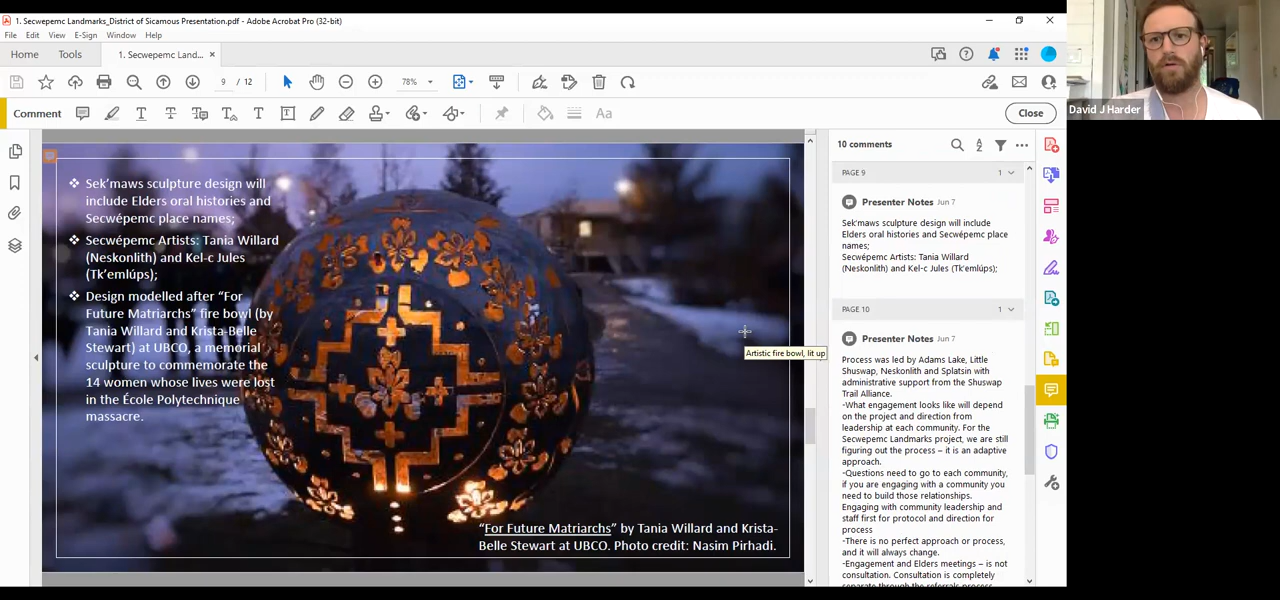 1. Secwepemc Landmarks_District of Sicamous Presentation.pdf - Adobe Acrobat Pro (32-bit)
File Edit View E-Sign Window Help
Home Tools 1. Secwepemc Land... ×
9 / 12 78%
Comment Aa Close
❖ Sek'maws sculpture design will
include Elders oral histories and
Secwépemc place names;
❖ Secwépemc Artists: Tania Willard
(Neskonlith) and Kel-c Jules
(Tk'emlúps);
❖ Design modelled after "For
Future Matriarchs" fire bowl (by
Tania Willard and Krista-Belle
Stewart) at UBCO, a memorial
sculpture to commemorate the
14 women whose lives were lost
in the École Polytechnique
massacre.
Artistic fire bowl, lit up
"For Future Matriarchs" by Tania Willard and Krista-
Belle Stewart at UBCO. Photo credit: Nasim Pirhadi.
10 comments
PAGE 9 1
Presenter Notes Jun 7
Sek'maws sculpture design will include
Elders oral histories and Secwépemc place
names;
Secwépemc Artists: Tania Willard
(Neskonlith) and Kel-c Jules (Tk'emlúps);
PAGE 10 1
Presenter Notes Jun 7
Process was led by Adams Lake, Little
Shuswap, Neskonlith and Splatsin with
administrative support from the Shuswap
Trail Alliance.
-What engagement looks like will depend
on the project and direction from
leadership at each community. For the
Secwepemc Landmarks project, we are still
figuring out the process – it is an adaptive
approach.
-Questions need to go to each community,
if you are engaging with a community you
need to build those relationships.
Engaging with community leadership and
staff first for protocol and direction for
process
-There is no perfect approach or process,
and it will always change.
-Engagement and Elders meetings – is not
consultation. Consultation is completely
separate through the referrals process
David J Harder